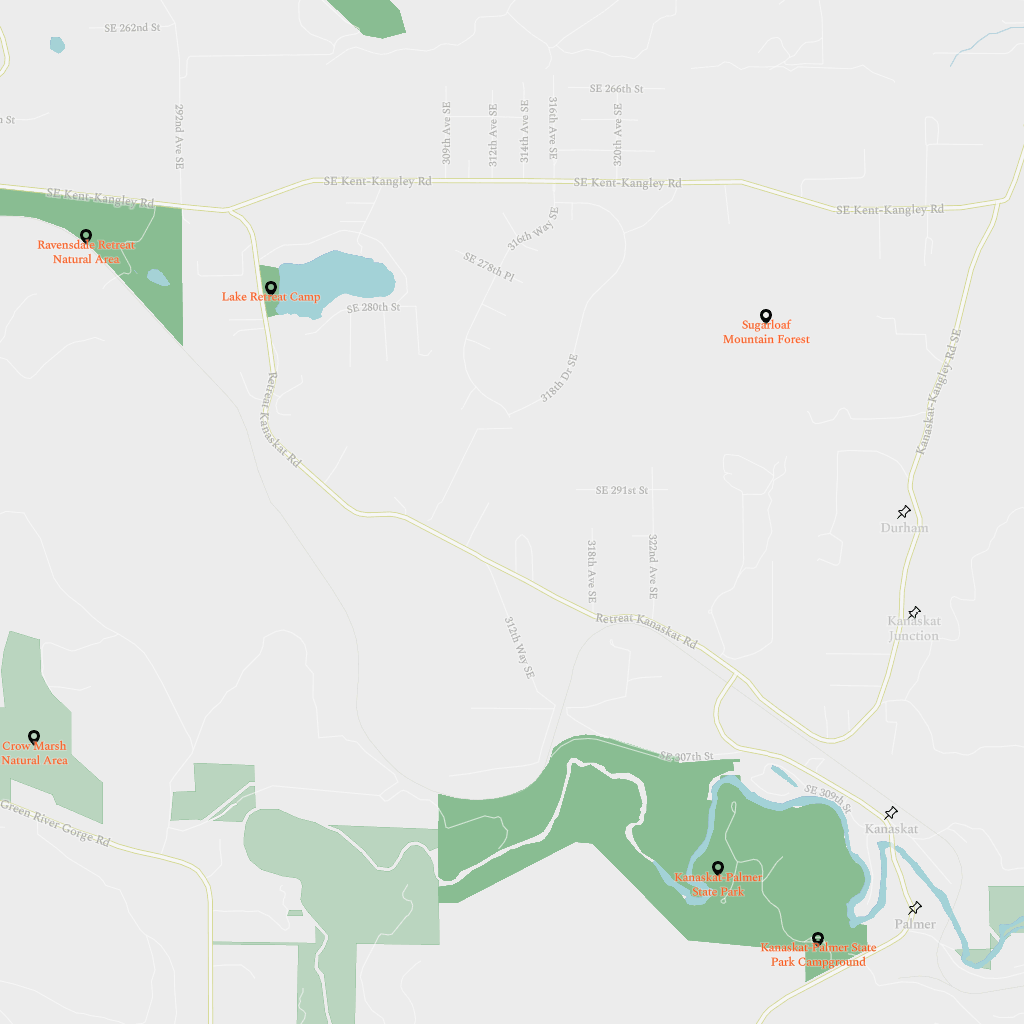 SE 262nd St
SE 266th St
n St
262nd Ave SE
309th Ave SE
312th Ave SE
314th Ave SE
316th Ave SE
320th Ave SE
SE Kent-Kangley Rd
SE Kent-Kangley Rd
SE Kent-Kangley Rd
SE Kent-Kangley Rd
316th Way SE
Ravensdale Retreat
Natural Area
SE 278th Pl
Lake Retreat Camp
SE 280th St
Sugarloaf
Mountain Forest
318th Dr SE
Kanaskat-Kangley Rd SE
Retreat Kanaskat Rd
SE 291st St
Durham
318th Ave SE
322nd Ave SE
Kanaskat
Junction
312th Way SE
Retreat Kanaskat Rd
Crow Marsh
Natural Area
SE 307th St
SE 309th St
Green River Gorge Rd
Kanaskat
Kanaskat-Palmer
State Park
Palmer
Kanaskat-Palmer State
Park Campground